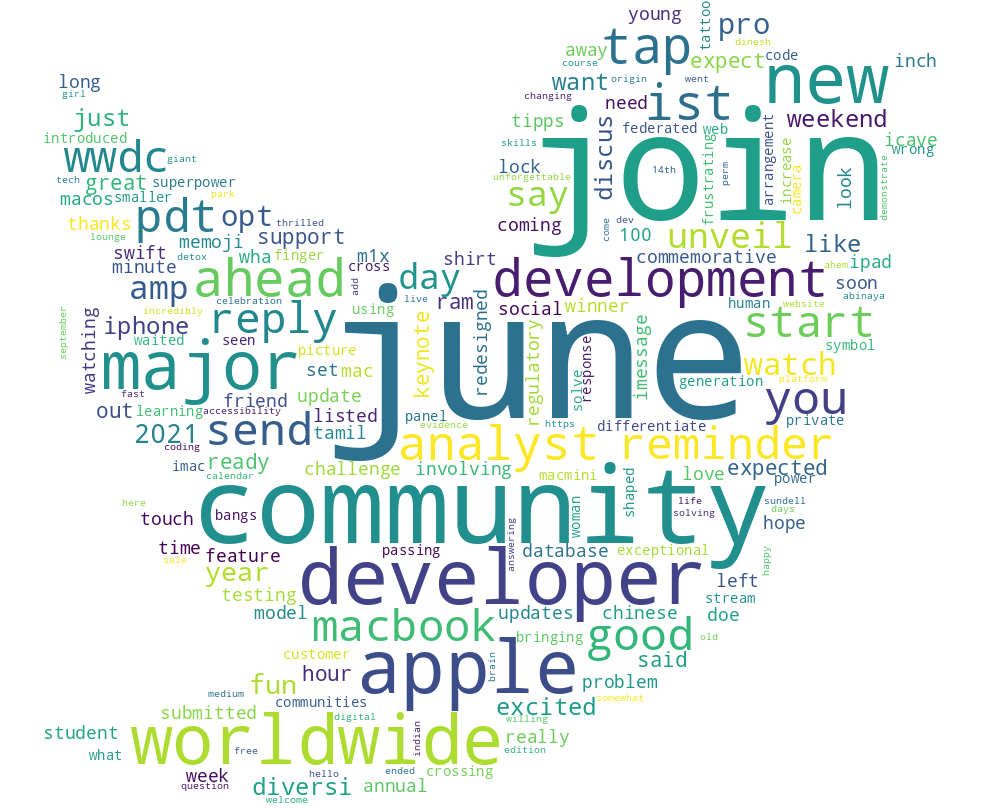 young
tattoo
pro
dinesh
tap
away
course
expect
code
long
girl
want
origin
went
new
inch
changing
need
ist
just
introduced
tipps
discus
federated
web
weekend
icave
wrong
wwdc
giant
skills
join
frustrating
arrangement
increase
camera
look
demonstrate
tech
great
superpower
lock
unforgettable
14th
perm
macos
smaller
park
say
pdt
opt
thrilled
thanks
lounge
memoji
support
coming
come
dev
100
unveil
like
swift
detox
wha
finger
m1x
shirt
commemorative
ipad
ahem
minute
ahead
cross
day
development
human
soon
abinaya
amp
celebration
add
live
ram
social
winner
website
iphone
incredibly
reply
using
june
start
september
watching
waited
seen
picture
keynote
redesigned
regulatory
solve
response
imessage
symbol
major
set
mac
watch
generation
platform
fast
friend
update
you
out
learning
accessibility
listed
panel
evidence
https
differentiate
private
2021
send
tamil
analyst
reminder
coding
imac
ready
calendar
challenge
involving
macmini
shaped
love
expected
power
here
community
woman
life
solving
sundell
days
touch
bangs
answering
hope
time
sale
feature
passing
database
exceptional
happy
year
developer
left
stream
testing
model
updates
chinese
doe
macbook
bringing
good
old
customer
apple
brain
said
hour
problem
fun
medium
communities
excited
somewhat
submitted
digital
indian
willing
student
worldwide
really
what
free
edition
week
question
hello
ended
crossing
diversi
annual
welcome